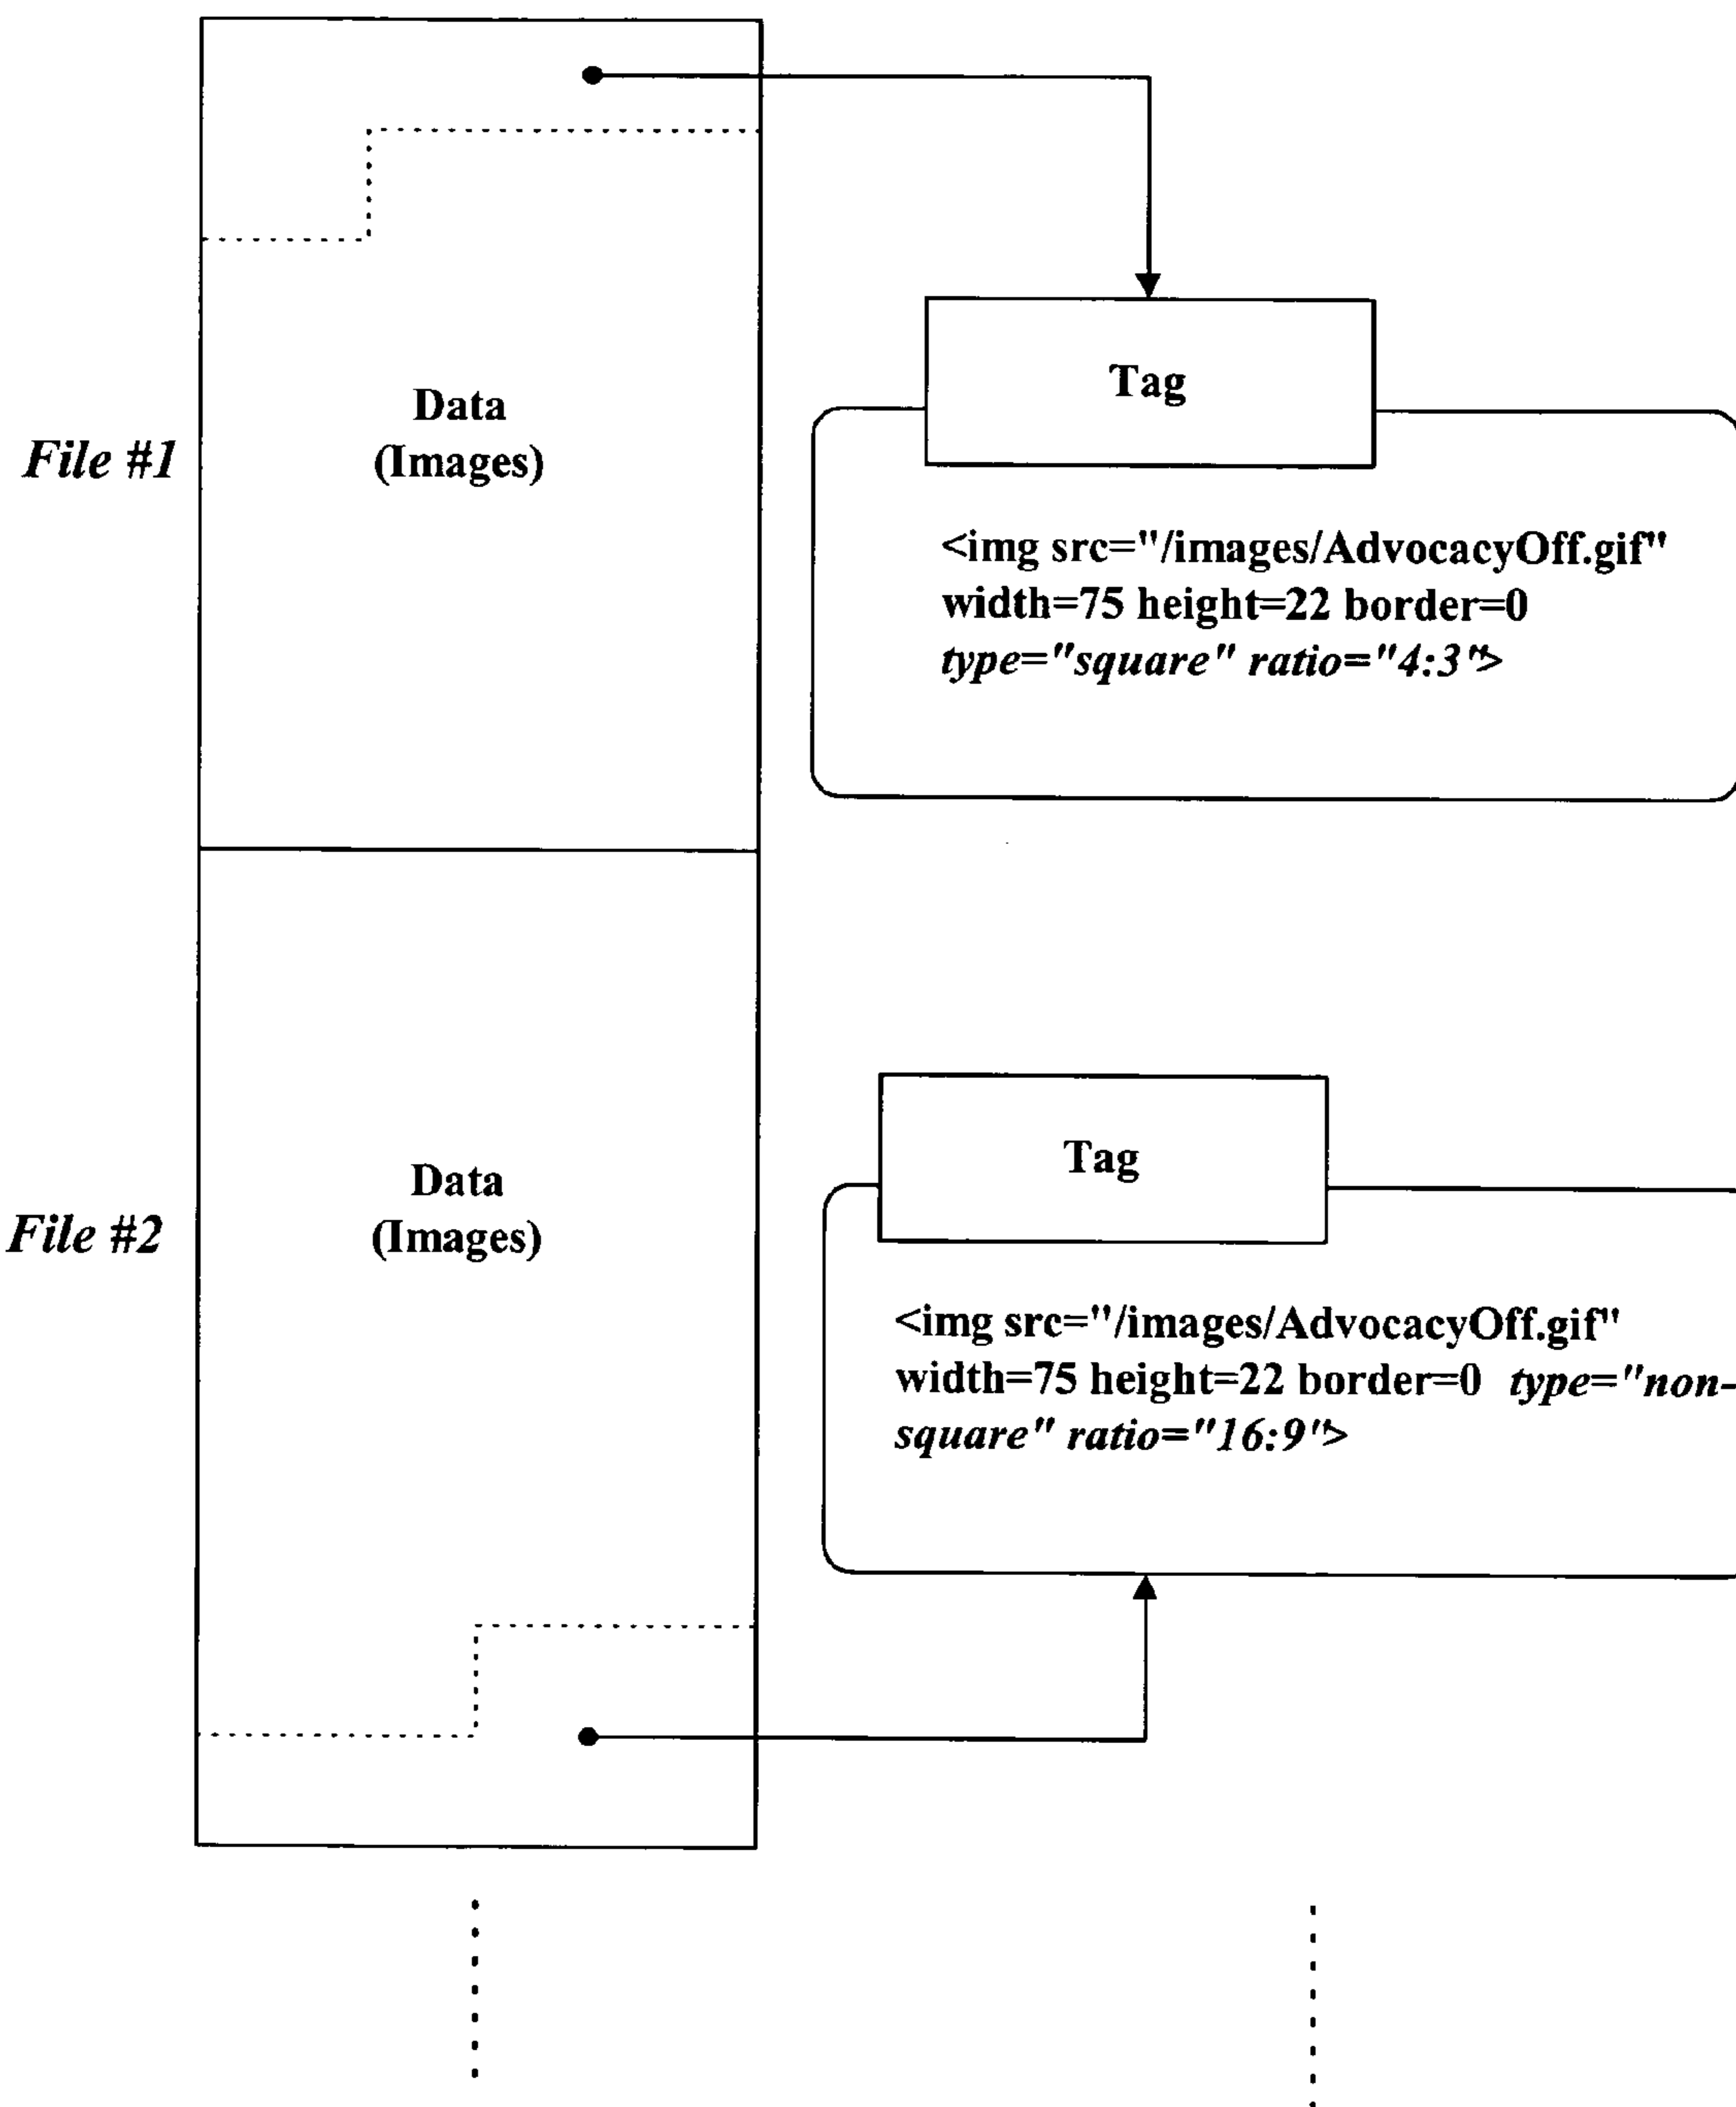 Tag
Data
(Images)
File #1
<img src="/images/AdvocacyOff.gif"
width=75 height=22 border=0
type="square" ratio="4:3">
Tag
Data
(Images)
File #2
<img src="/images/AdvocacyOff.gif"
width=75 height=22 border=0 type="non-
square" ratio="16:9">